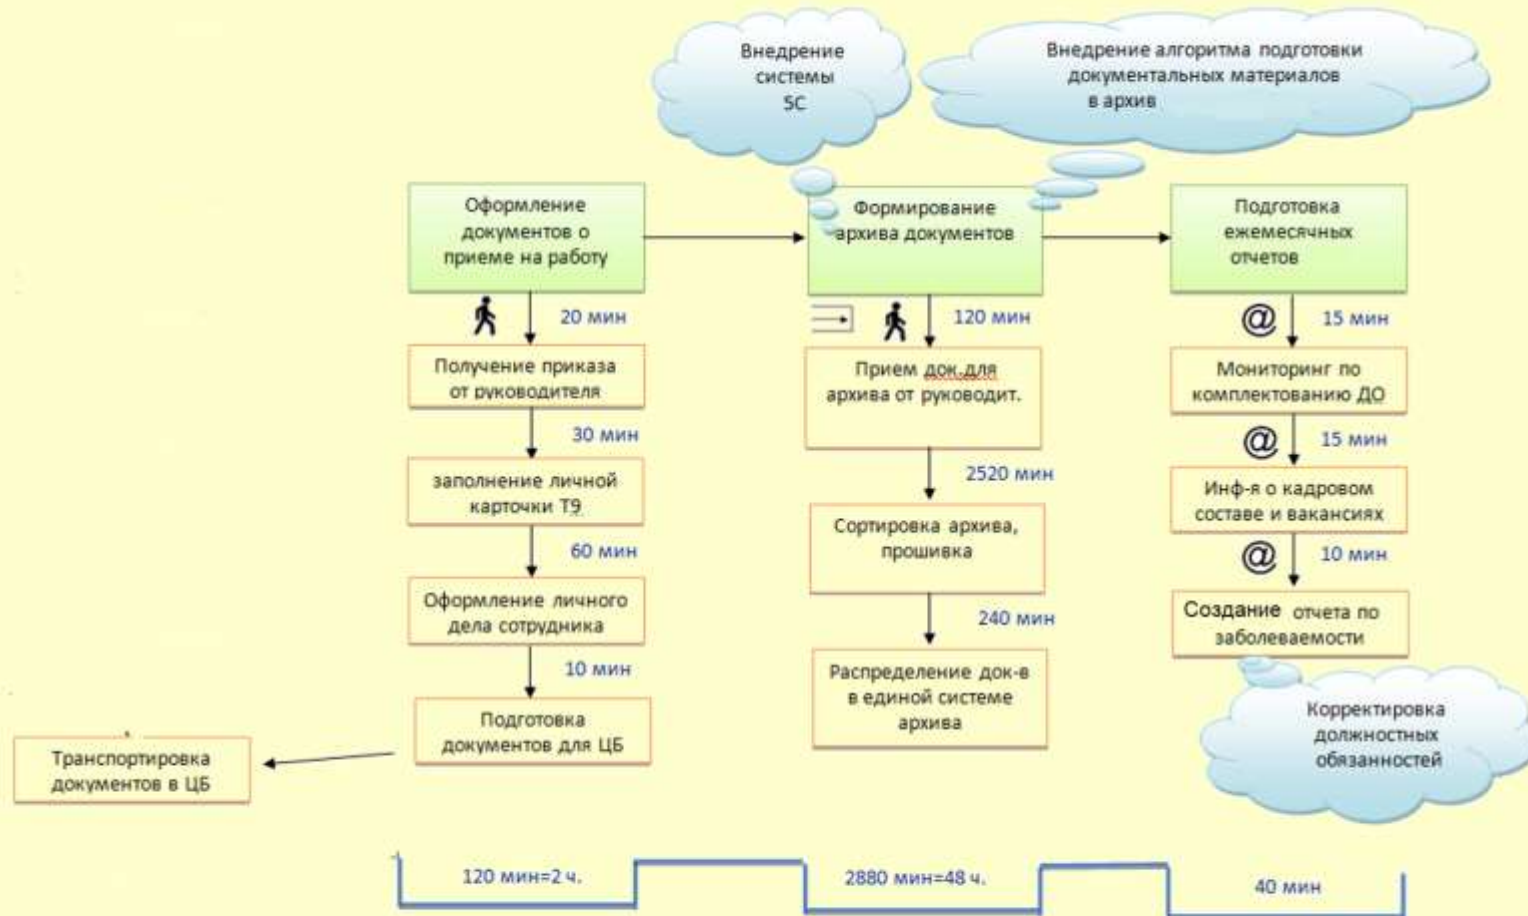 Внедрение
системы
5С
Внедрение алгоритма подготовки
документальных материалов
в архив
Оформление
документов о
приеме на работу
Формирование
архива документов
Подготовка
ежемесячных
отчетов
20 мин
120 мин
@
15 мин
Получение приказа
от руководителя
Прием док.для
архива от руководит.
Мониторинг по
комплектованию ДО
30 мин
2520 мин
@
15 мин
заполнение личной
карточки Т9
Сортировка архива,
прошивка
Инф-я о кадровом
составе и вакансиях
60 мин
240 мин
@
10 мин
Оформление личного
дела сотрудника
Распределение док-в
в единой системе
архива
Создание отчета по
заболеваемости
10 мин
Подготовка
документов для ЦБ
Корректировка
должностных
обязанностей
Транспортировка
документов в ЦБ
120 мин=2 ч.
2880 мин=48 ч.
40 мин